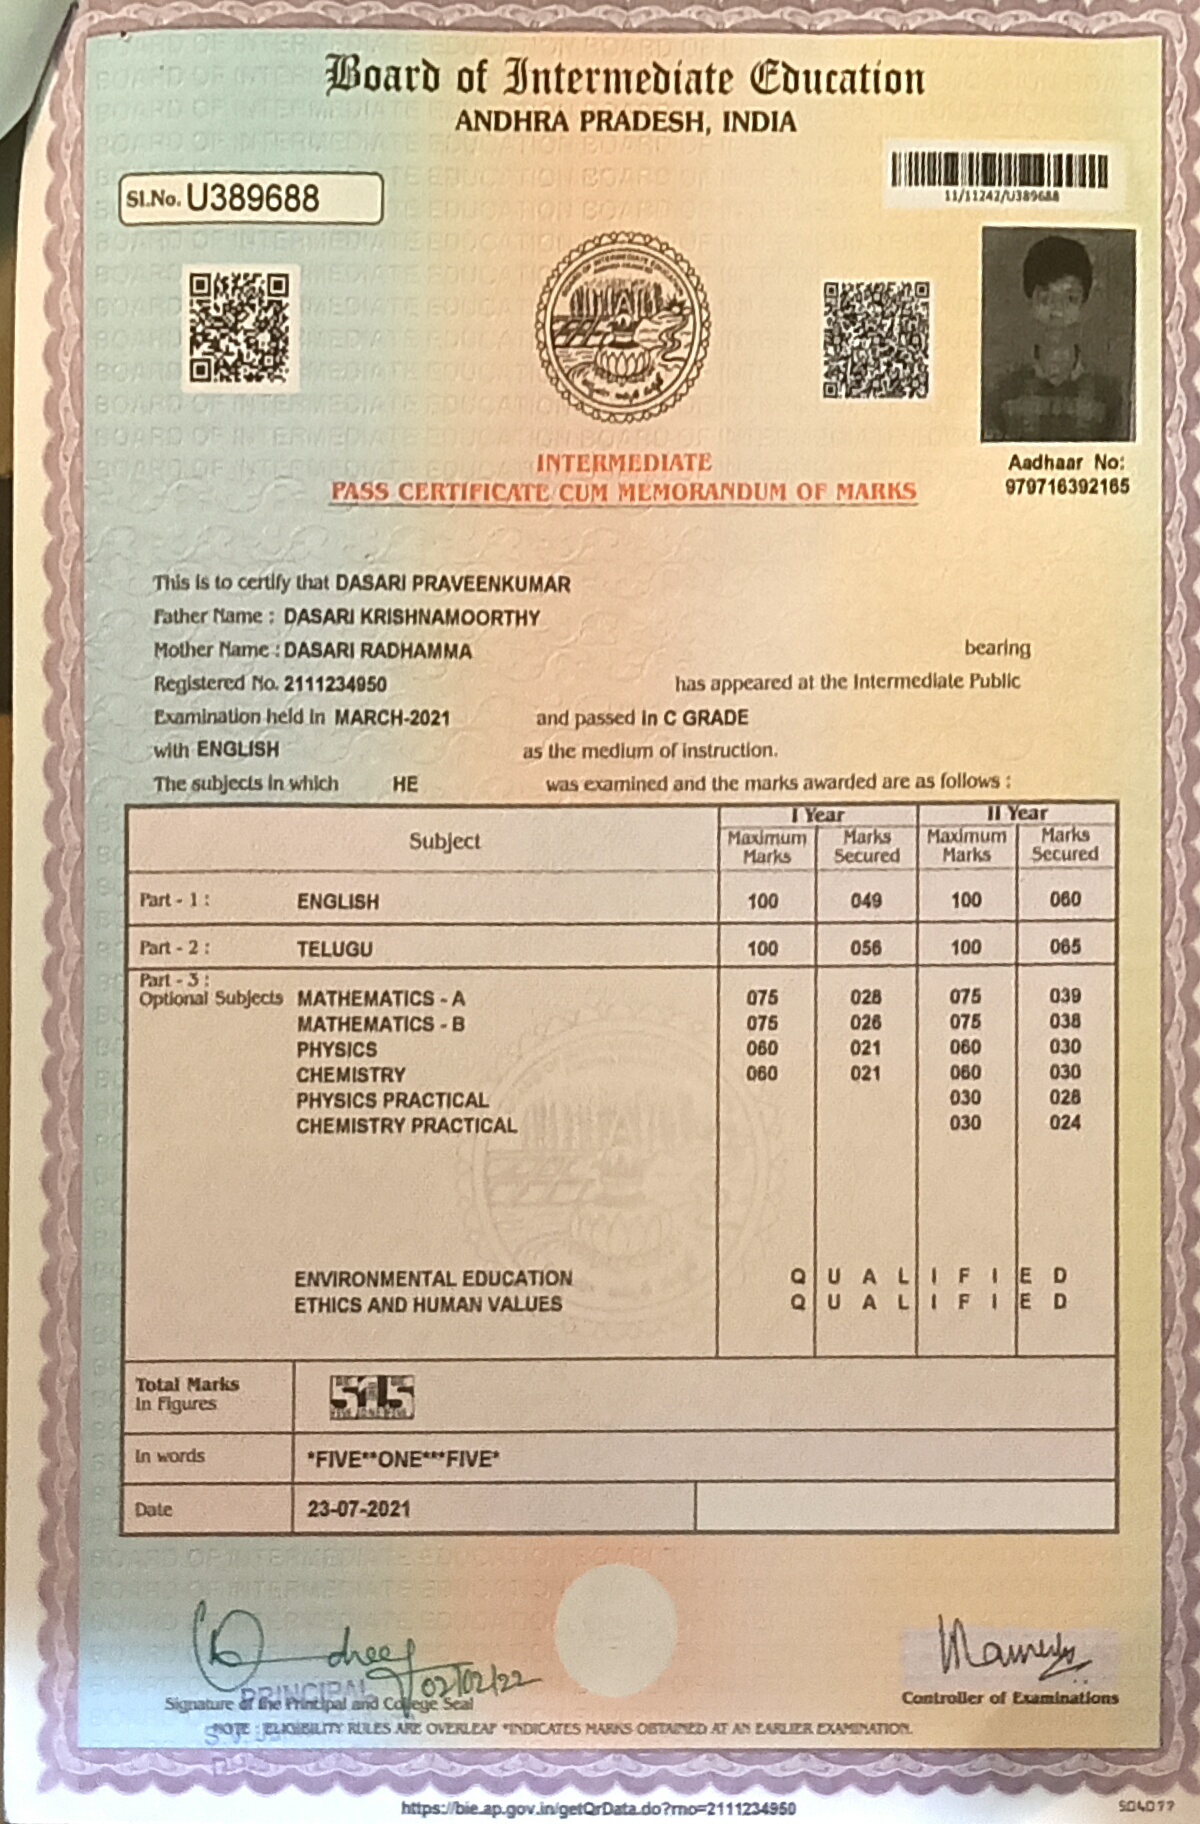 Board of Intermediate Education
ANDHRA PRADESH, INDIA
Sl.No. U389688
11/11242/U389688
Aadhaar No:
979716392165
INTERMEDIATE
PASS CERTIFICATE CUM MEMORANDUM OF MARKS
This is to certify that DASARI PRAVEENKUMAR
Father Name : DASARI KRISHNAMOORTHY
Mother Name : DASARI RADHAMMA bearing
Registered No. 2111234950 has appeared at the Intermediate Public
Examination held in MARCH-2021 and passed in C GRADE
with ENGLISH as the medium of instruction.
The subjects in which HE was examined and the marks awarded are as follows :
Subject I Year II Year
Maximum Marks Marks Secured Maximum Marks Marks Secured
Part - 1 : ENGLISH 100 049 100 060
Part - 2 : TELUGU 100 056 100 065
Part - 3 :
Optional Subjects MATHEMATICS - A 075 028 075 039
MATHEMATICS - B 075 026 075 038
PHYSICS 060 021 060 030
CHEMISTRY 060 021 060 030
PHYSICS PRACTICAL 030 028
CHEMISTRY PRACTICAL 030 024
ENVIRONMENTAL EDUCATION Q U A L I F I E D
ETHICS AND HUMAN VALUES Q U A L I F I E D
Total Marks
In Figures 515
FIVE ONE FIVE
In words *FIVE**ONE***FIVE*
Date 23-07-2021
02/02/22
PRINCIPAL
Signature of the Principal and College Seal
Controller of Examinations
NOTE : ELIGIBILITY RULES ARE OVERLEAF *INDICATES MARKS OBTAINED AT AN EARLIER EXAMINATION.
https://bie.ap.gov.in/getQrData.do?rno=2111234950